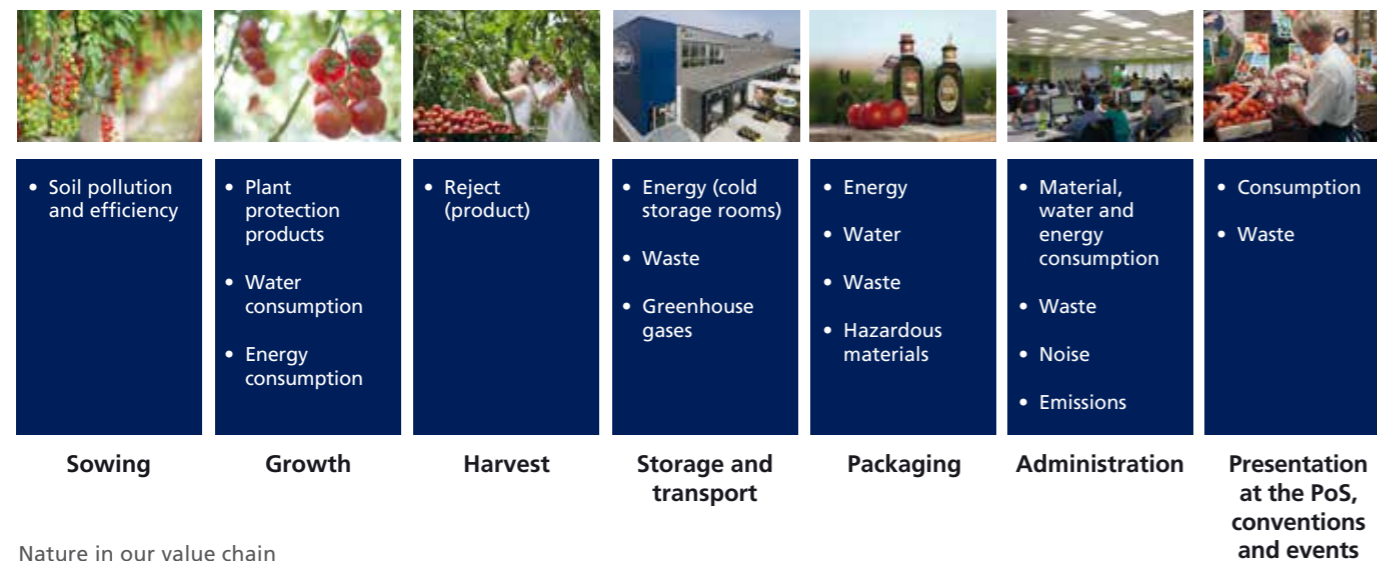 • Soil pollution
and efficiency
• Plant
protection
products
• Water
consumption
• Energy
consumption
• Reject
(product)
• Energy (cold
storage rooms)
• Waste
• Greenhouse
gases
• Energy
• Water
• Waste
• Hazardous
materials
• Material,
water and
energy
consumption
• Waste
• Noise
• Emissions
• Consumption
• Waste
Sowing
Growth
Harvest
Storage and
transport
Packaging
Administration
Presentation
at the PoS,
conventions
and events
Nature in our value chain